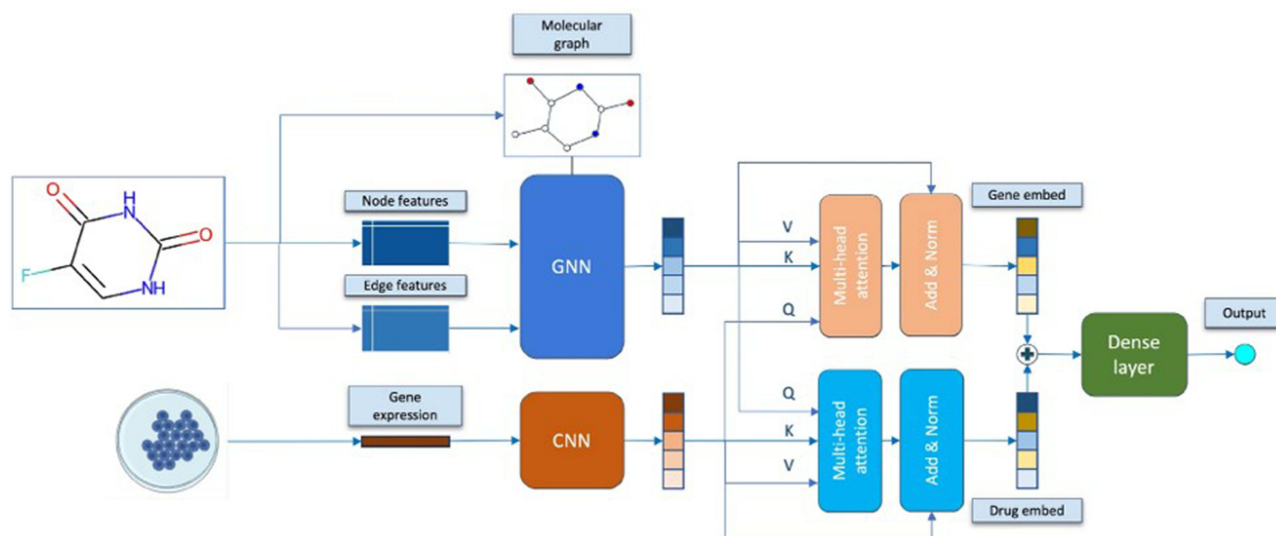 Molecular
graph
O
H
N
O
F
NH
Node features
Edge features
GNN
V
K
Q
Multi-head
attention
Add & Norm
Gene embed
Output
Dense
layer
Gene
expression
CNN
Q
K
V
Multi-head
attention
Add & Norm
Drug embed